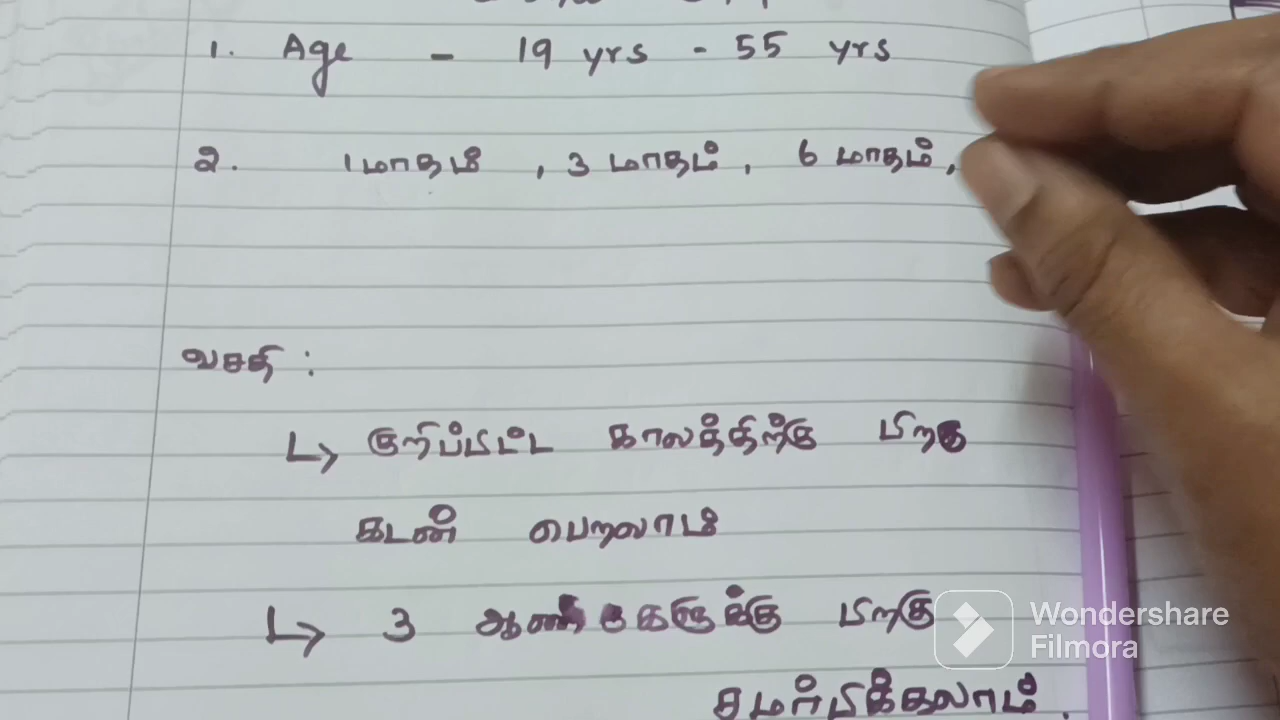 1. Age - 19 yrs - 55 yrs
2. 1மாதம் , 3 மாதம் , 6 மாதம் ,
வசதி :
குறிப்பிட்ட காலத்திற்கு பிறகு
கடன் பெறலாம்
3 ஆண்டுகளுக்கு பிறகு
சமர்பிக்கலாம் .
Wondershare
Filmora